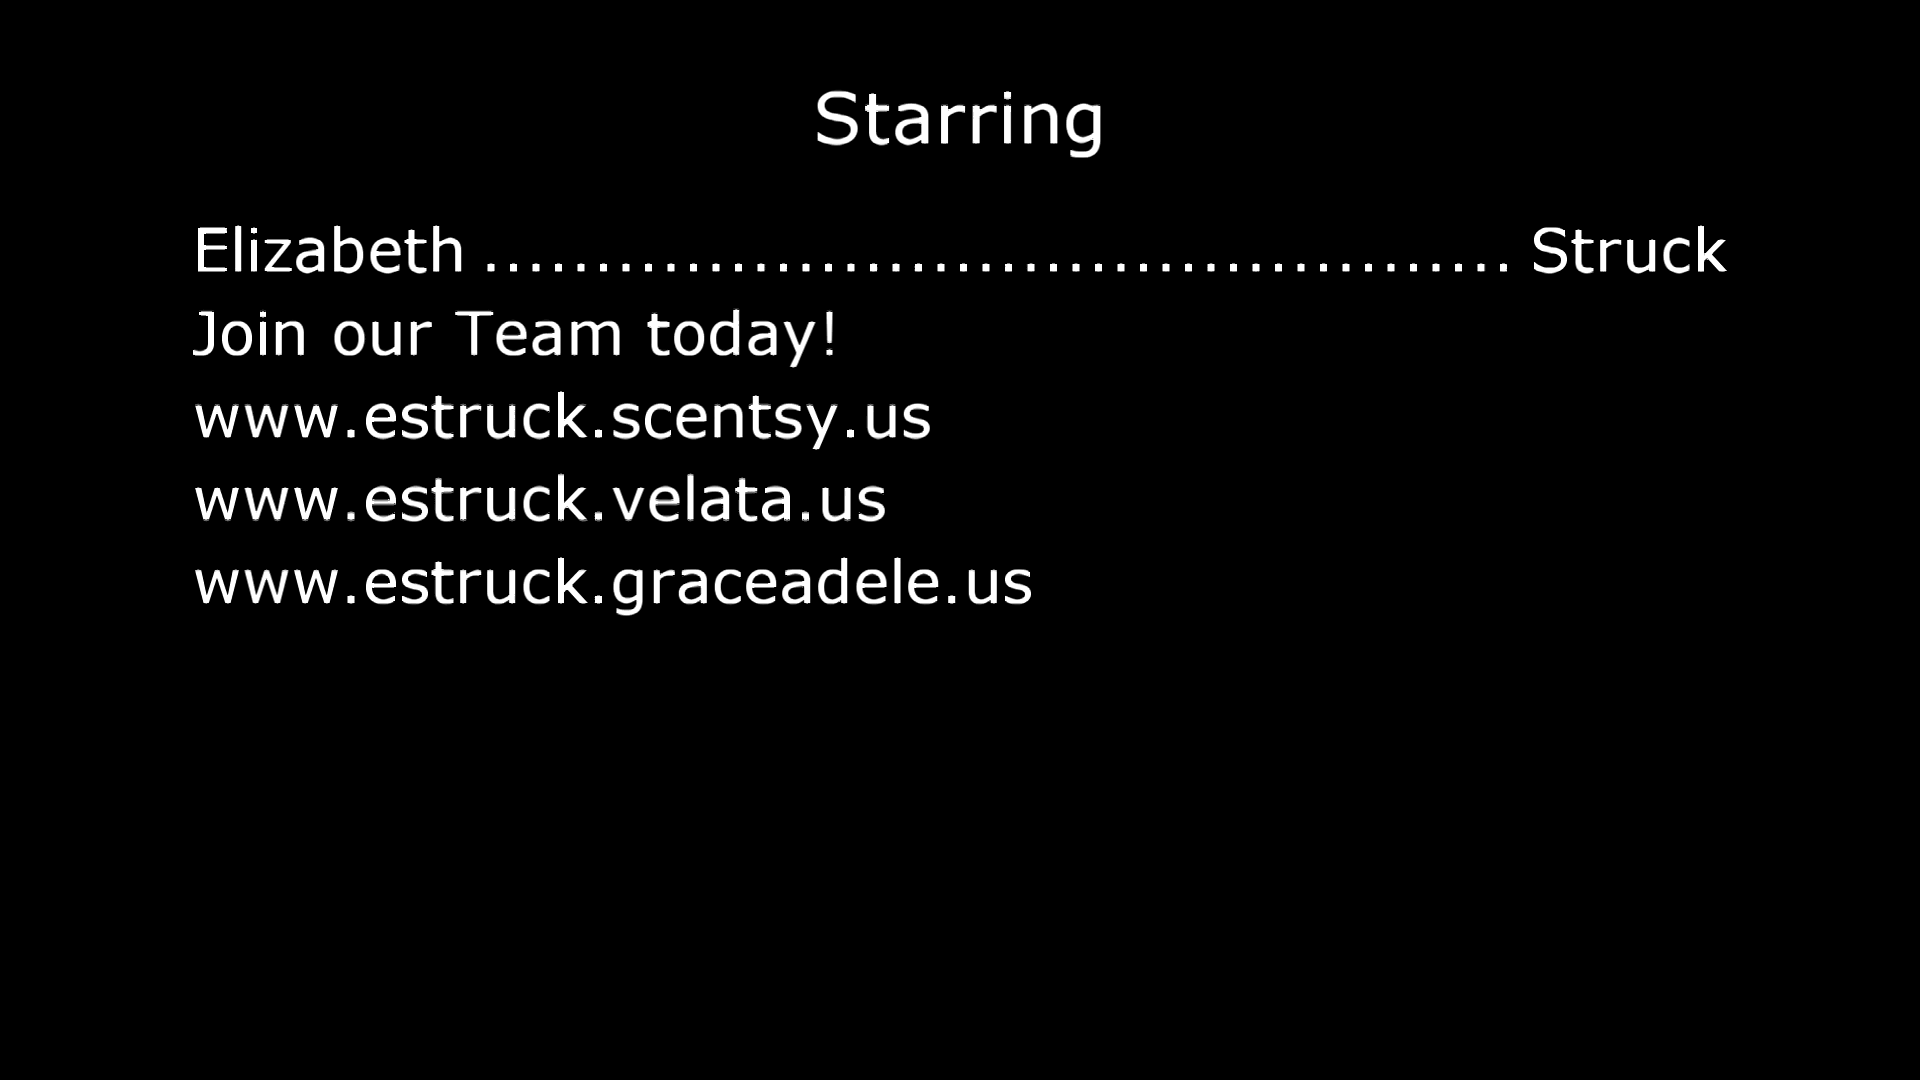 Starring
Elizabeth .............................................. Struck
Join our Team today!
www.estruck.scentsy.us
www.estruck.velata.us
www.estruck.graceadele.us